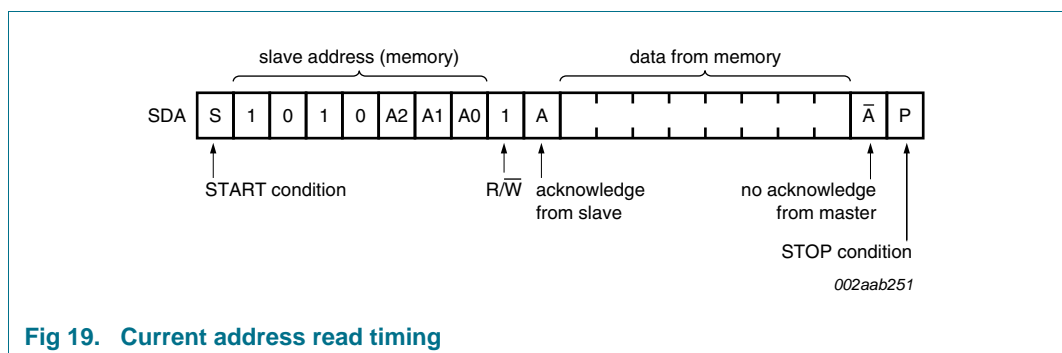 slave address (memory)
data from memory
SDA S 1 0 1 0 A2 A1 A0 1 A A̅ P
START condition
R/W̅
acknowledge
from slave
no acknowledge
from master
STOP condition
002aab251
Fig 19. Current address read timing